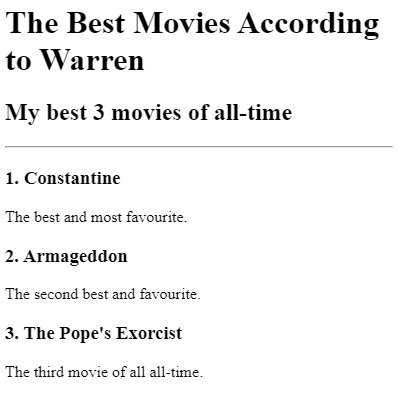 The Best Movies According
to Warren
My best 3 movies of all-time
1. Constantine
The best and most favourite.
2. Armageddon
The second best and favourite.
3. The Pope's Exorcist
The third movie of all all-time.